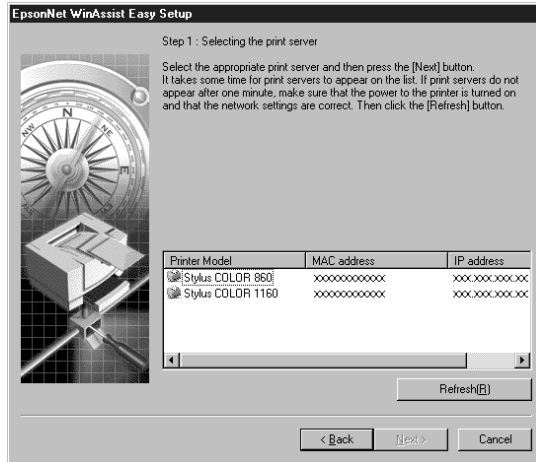 EpsonNet WinAssist Easy Setup
Step 1 : Selecting the print server
Select the appropriate print server and then press the [Next] button.
It takes some time for print servers to appear on the list. If print servers do not
appear after one minute, make sure that the power to the printer is turned on
and that the network settings are correct. Then click the [Refresh] button.
N
NE
NW
E
Printer Model MAC address IP address
Stylus COLOR 860 XXXXXXXXXXXX XXX.XXX.XXX.XX
Stylus COLOR 1160 XXXXXXXXXXXX XXX.XXX.XXX.XX
Refresh(R)
< Back Next > Cancel